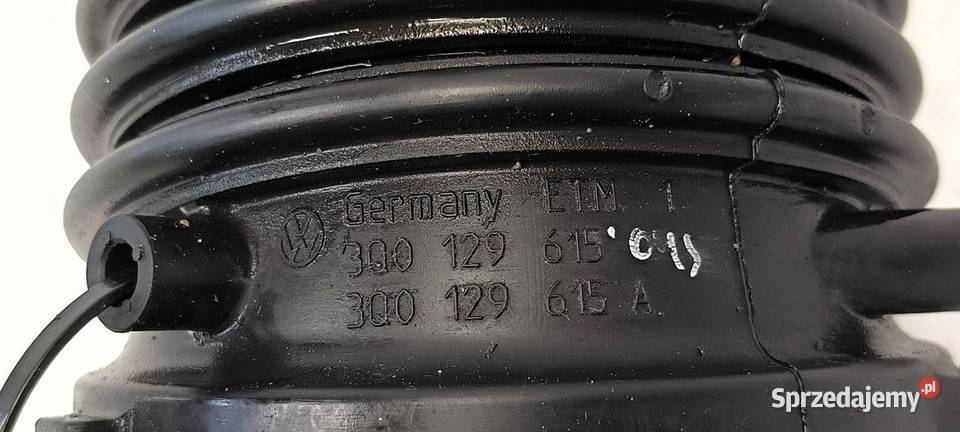 Germany ETM 1
3Q0 129 615
3Q0 129 615 A
Sprzedajemy.pl